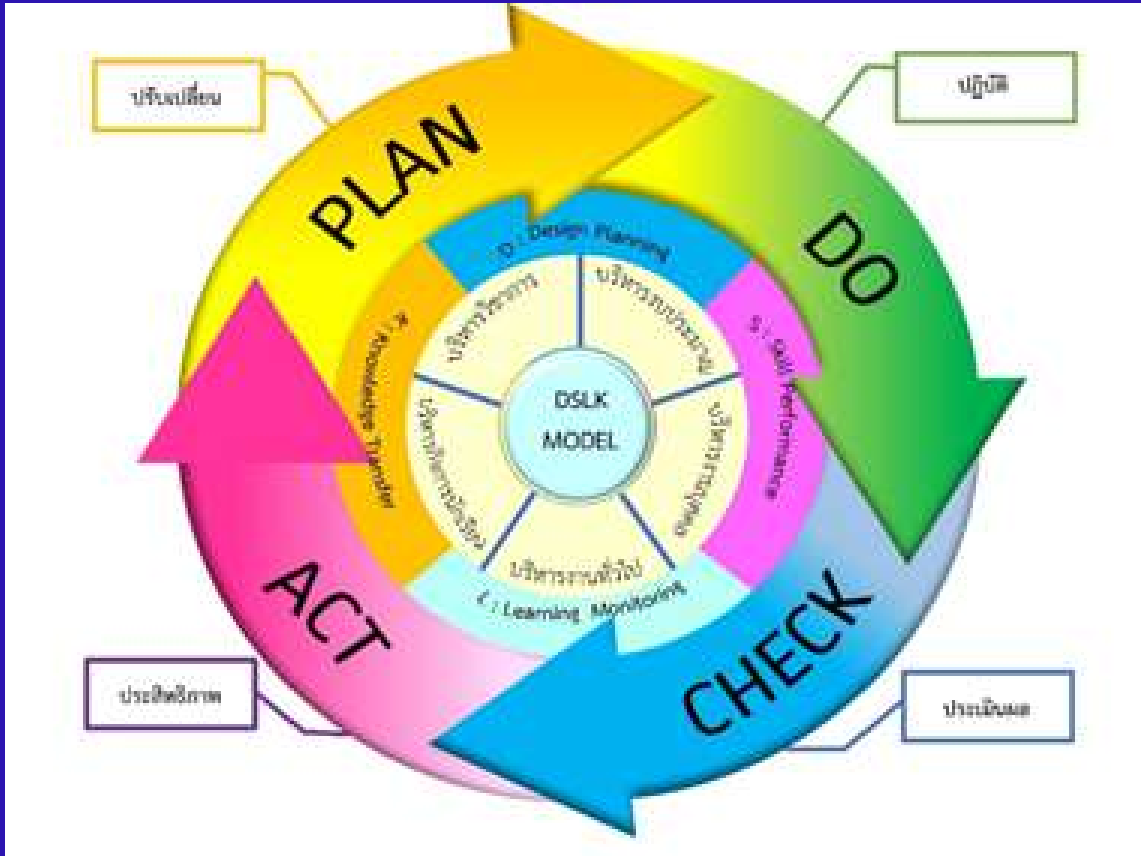 ปรับเปลี่ยน
ปฏิบัติ
PLAN
DO
CHECK
ACT
D : Design Planning
S : Skill Performance
L : Learning Monitoring
K : Knowledge Transfer
บริหารวิชาการ
บริหารงบประมาณ
บริหารงานบุคคล
บริหารงานทั่วไป
บริหารกิจการนักเรียน
DSLK
MODEL
ประสิทธิภาพ
ประเมินผล